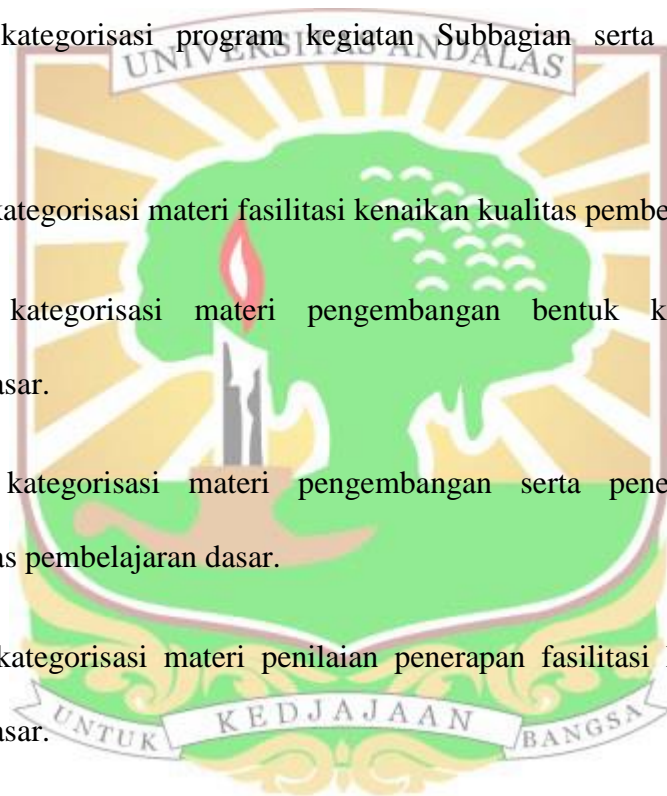 kategorisasi program kegiatan Subbagian serta
UNIVERSITAS ANDALAS
kategorisasi materi fasilitasi kenaikan kualitas pembe
kategorisasi materi pengembangan bentuk k
asar.
kategorisasi materi pengembangan serta pene
as pembelajaran dasar.
kategorisasi materi penilaian penerapan fasilitasi
asar.
UNTUK KEDJAJAAN BANGSA